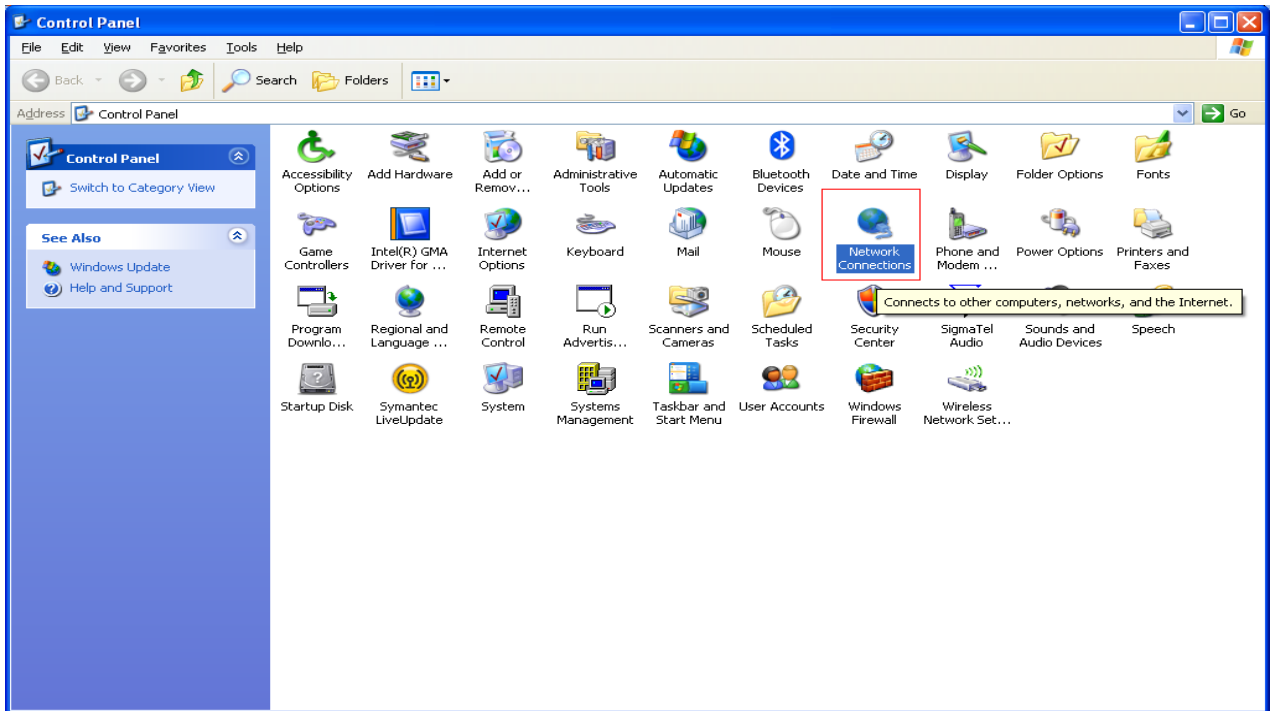 Control Panel
File Edit View Favorites Tools Help
Back Search Folders
Address Control Panel Go
Control Panel
Switch to Category View
See Also
Windows Update
Help and Support
Accessibility Options
Add Hardware
Add or Remov...
Administrative Tools
Automatic Updates
Bluetooth Devices
Date and Time
Display
Folder Options
Fonts
Game Controllers
Intel(R) GMA Driver for ...
Internet Options
Keyboard
Mail
Mouse
Network Connections
Phone and Modem ...
Power Options
Printers and Faxes
Connects to other computers, networks, and the Internet.
Program Downlo...
Regional and Language ...
Remote Control
Run Advertis...
Scanners and Cameras
Scheduled Tasks
Security Center
SigmaTel Audio
Sounds and Audio Devices
Speech
Startup Disk
Symantec LiveUpdate
System
Systems Management
Taskbar and Start Menu
User Accounts
Windows Firewall
Wireless Network Set...